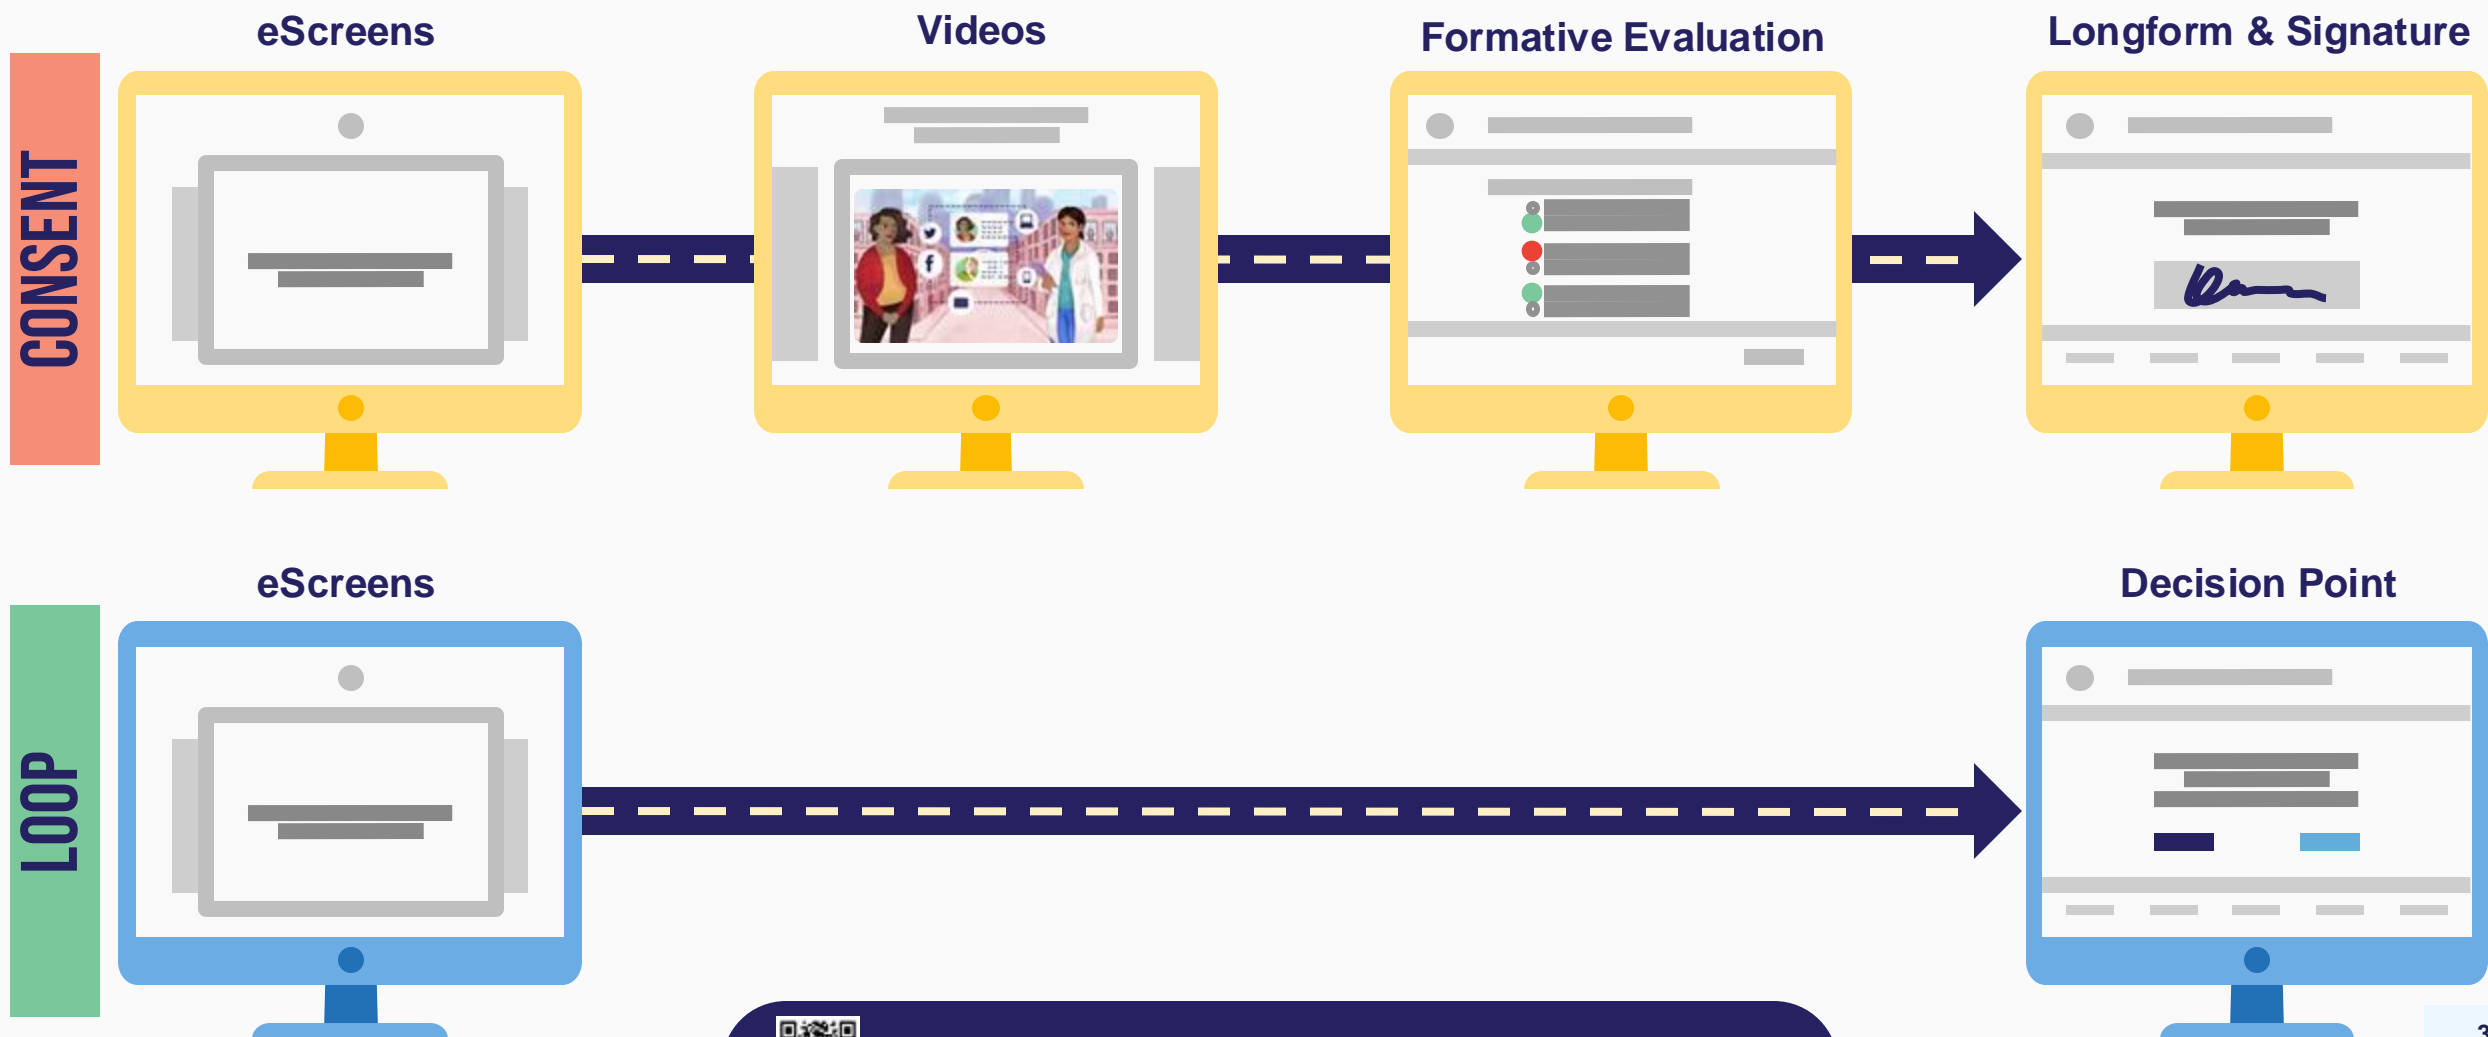 eScreens
Videos
Formative Evaluation
Longform & Signature
CONSENT
eScreens
Decision Point
LOOP